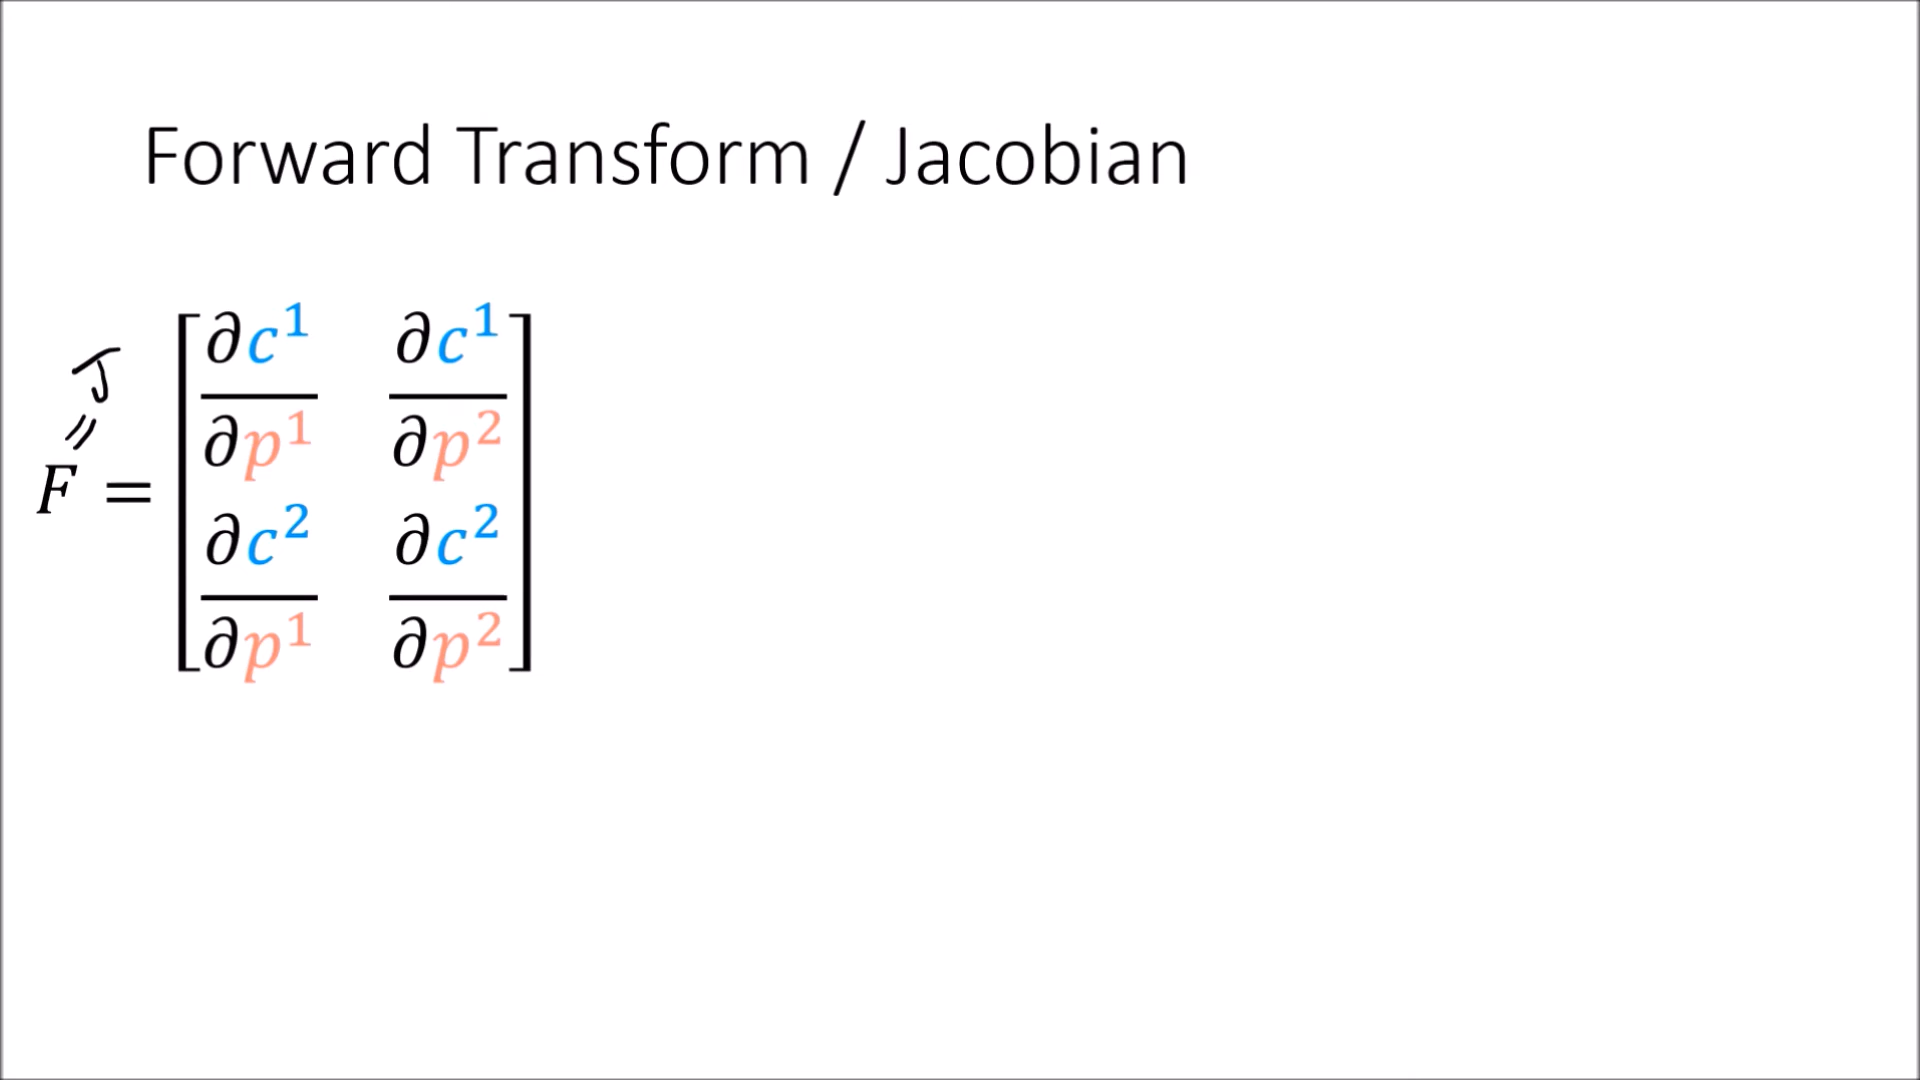 Forward Transform / Jacobian
J
=
F = [ ∂c¹/∂p¹ ∂c¹/∂p² ]
[ ∂c²/∂p¹ ∂c²/∂p² ]